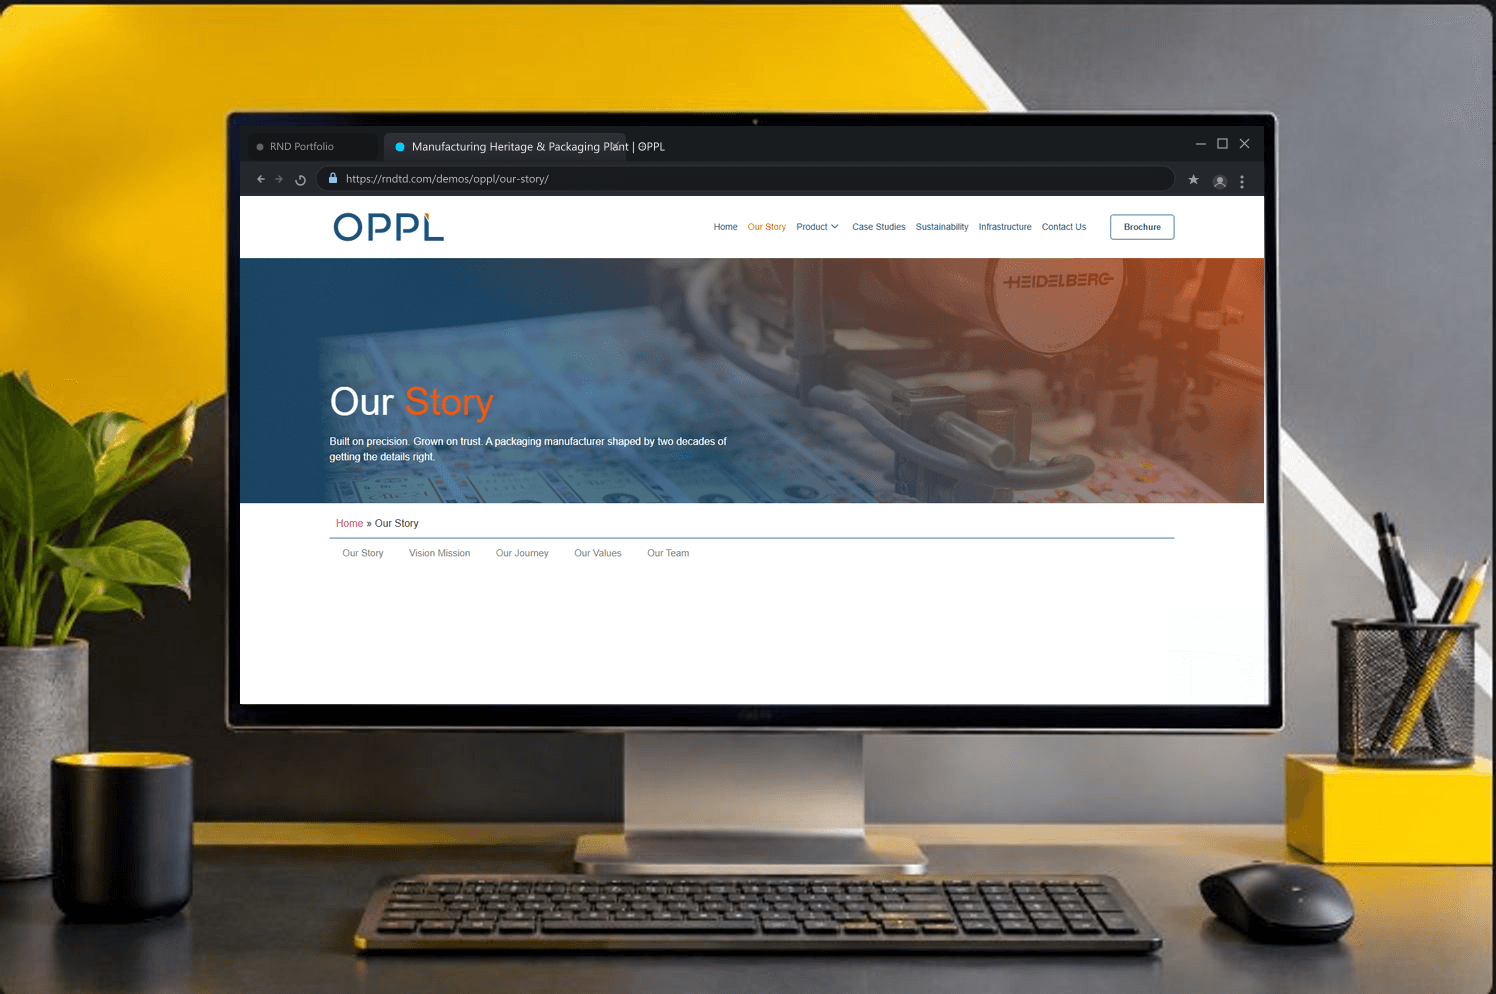 RND Portfolio
Manufacturing Heritage & Packaging Plant | OPPL
https://rndtd.com/demos/oppl/our-story/
OPPL
Home Our Story Product Case Studies Sustainability Infrastructure Contact Us Brochure
HEIDELBERG
Our Story
Built on precision. Grown on trust. A packaging manufacturer shaped by two decades of
getting the details right.
Home » Our Story
Our Story Vision Mission Our Journey Our Values Our Team